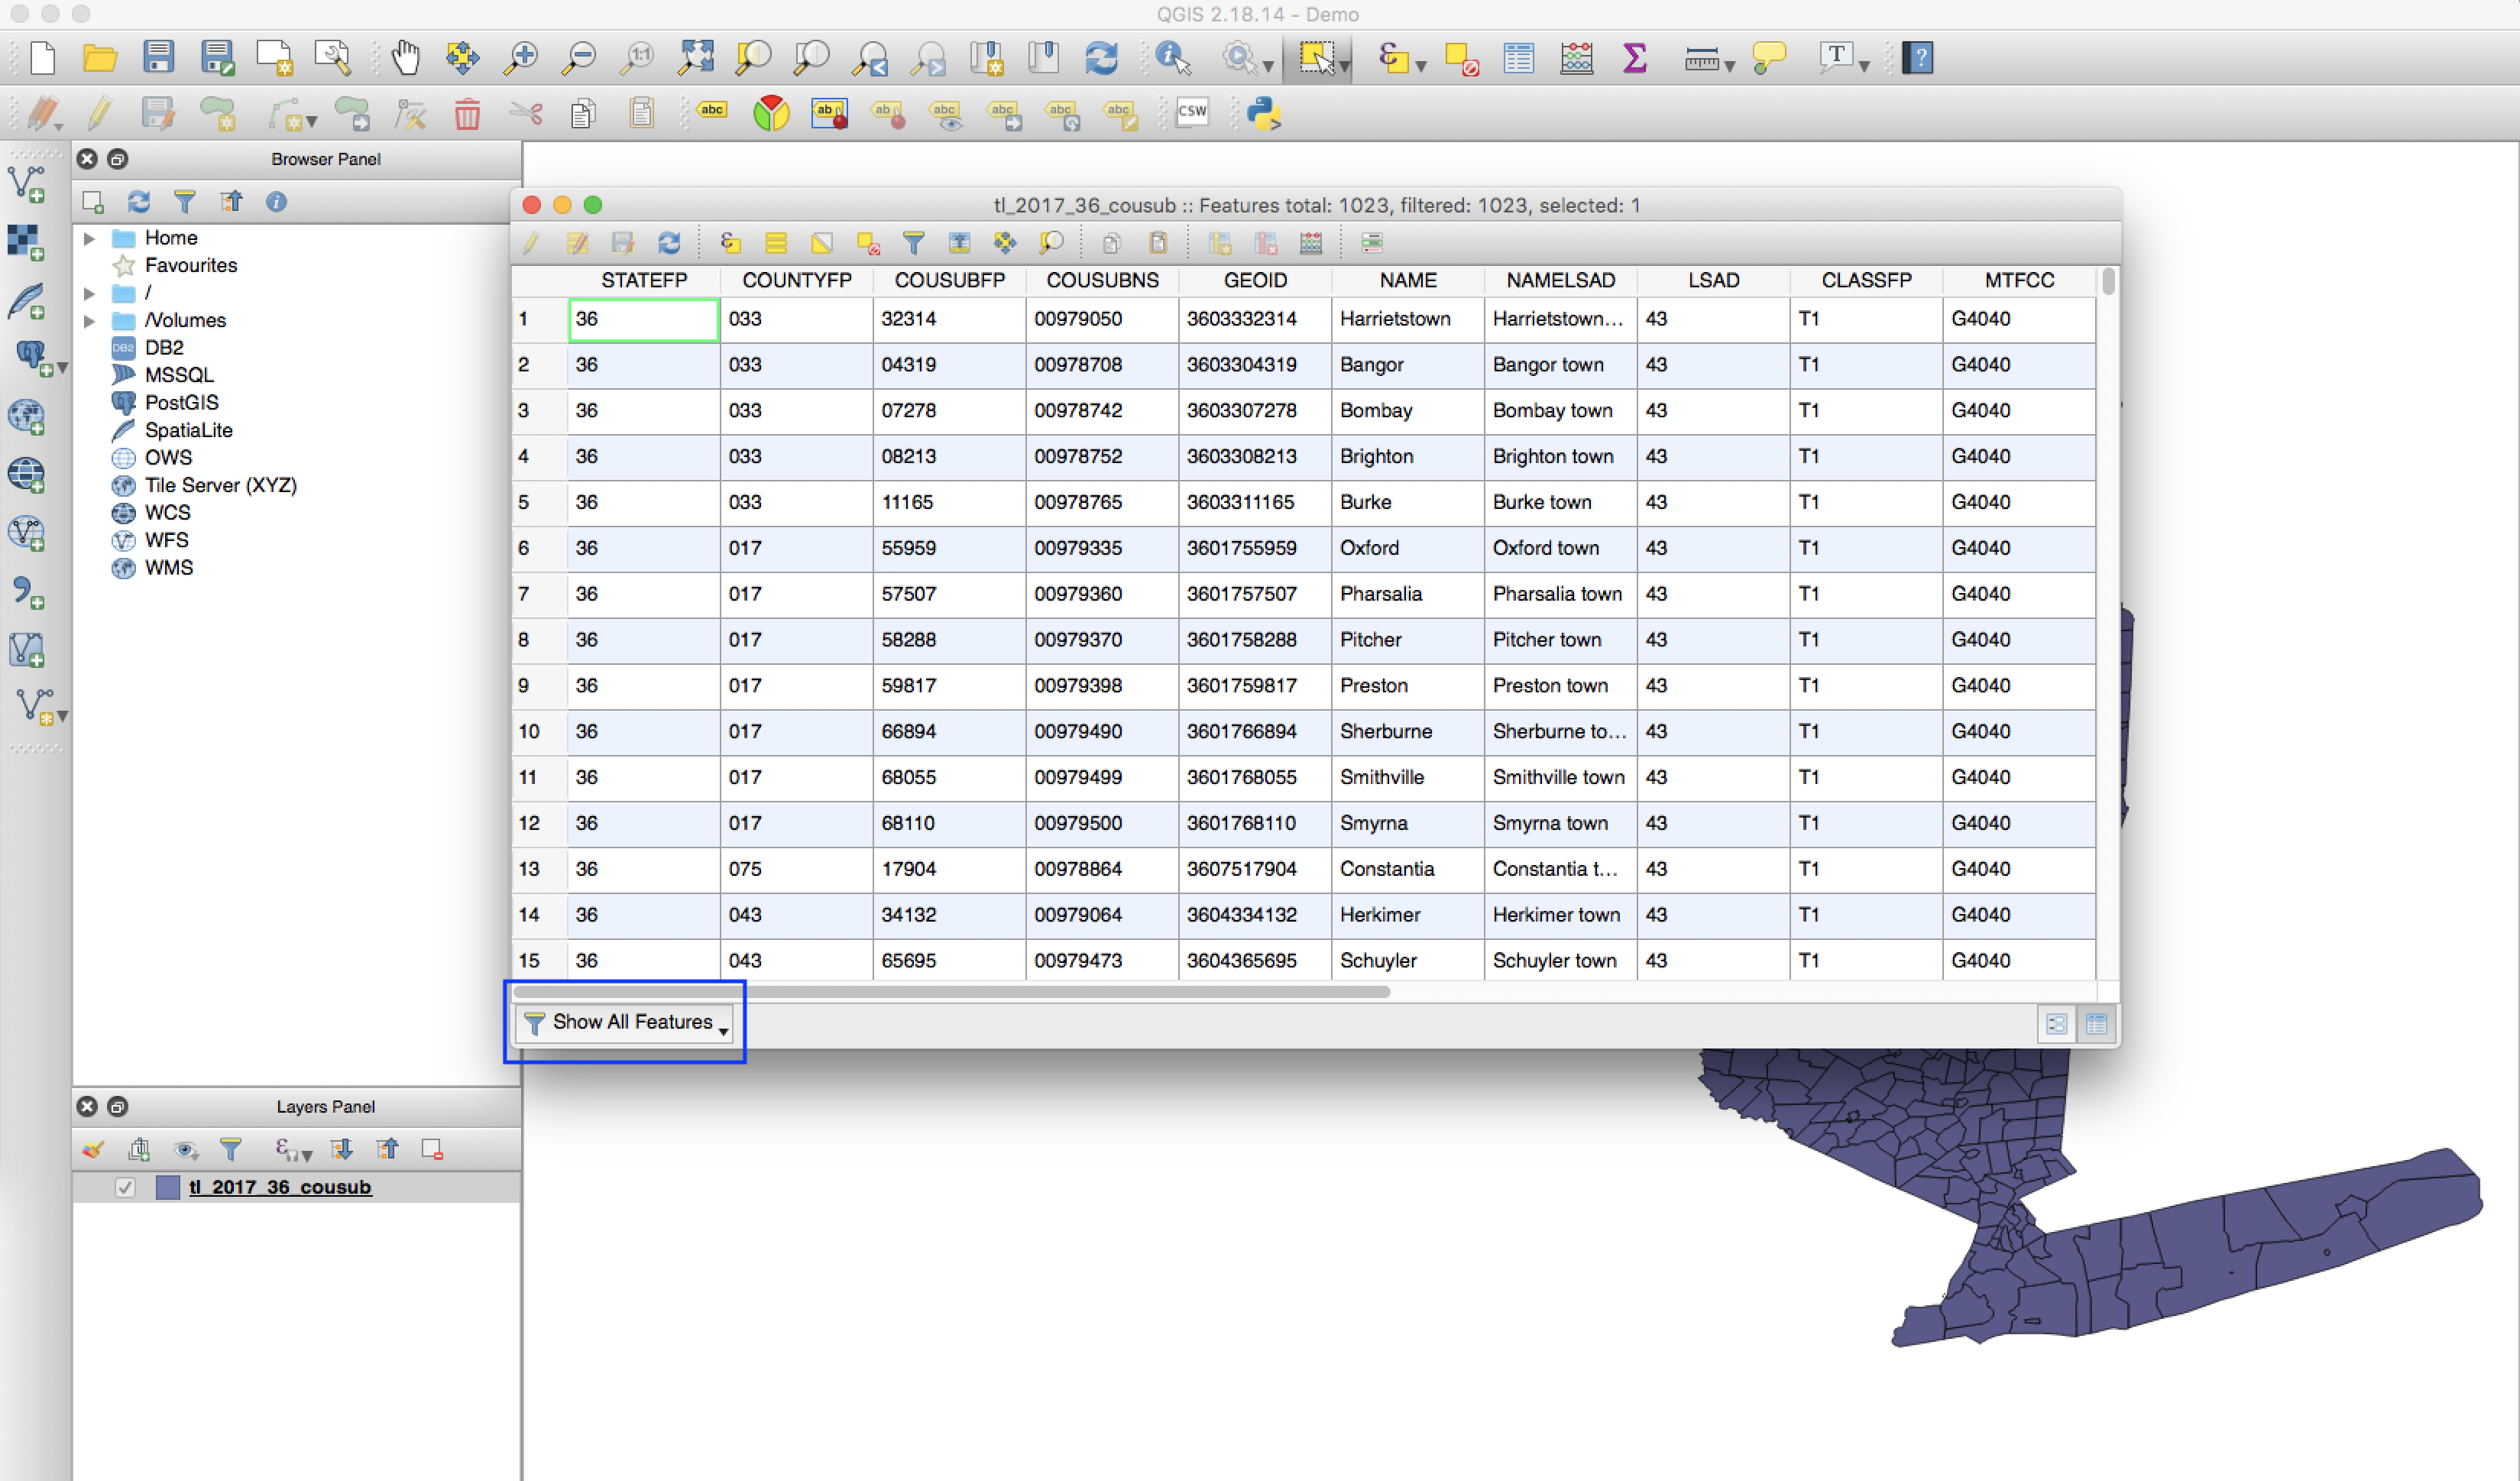 QGIS 2.18.14 - Demo
1:1
ε
Σ
T
?
abc
ab
ab
abc
abc
abc
abc
CSW
Browser Panel
Home
Favourites
/
/Volumes
DB2 DB2
MSSQL
PostGIS
SpatiaLite
OWS
Tile Server (XYZ)
WCS
WFS
WMS
tl_2017_36_cousub :: Features total: 1023, filtered: 1023, selected: 1
STATEFP COUNTYFP COUSUBFP COUSUBNS GEOID NAME NAMELSAD LSAD CLASSFP MTFCC
1 36 033 32314 00979050 3603332314 Harrietstown Harrietstown... 43 T1 G4040
2 36 033 04319 00978708 3603304319 Bangor Bangor town 43 T1 G4040
3 36 033 07278 00978742 3603307278 Bombay Bombay town 43 T1 G4040
4 36 033 08213 00978752 3603308213 Brighton Brighton town 43 T1 G4040
5 36 033 11165 00978765 3603311165 Burke Burke town 43 T1 G4040
6 36 017 55959 00979335 3601755959 Oxford Oxford town 43 T1 G4040
7 36 017 57507 00979360 3601757507 Pharsalia Pharsalia town 43 T1 G4040
8 36 017 58288 00979370 3601758288 Pitcher Pitcher town 43 T1 G4040
9 36 017 59817 00979398 3601759817 Preston Preston town 43 T1 G4040
10 36 017 66894 00979490 3601766894 Sherburne Sherburne to... 43 T1 G4040
11 36 017 68055 00979499 3601768055 Smithville Smithville town 43 T1 G4040
12 36 017 68110 00979500 3601768110 Smyrna Smyrna town 43 T1 G4040
13 36 075 17904 00978864 3607517904 Constantia Constantia t... 43 T1 G4040
14 36 043 34132 00979064 3604334132 Herkimer Herkimer town 43 T1 G4040
15 36 043 65695 00979473 3604365695 Schuyler Schuyler town 43 T1 G4040
Show All Features
Layers Panel
tl_2017_36_cousub